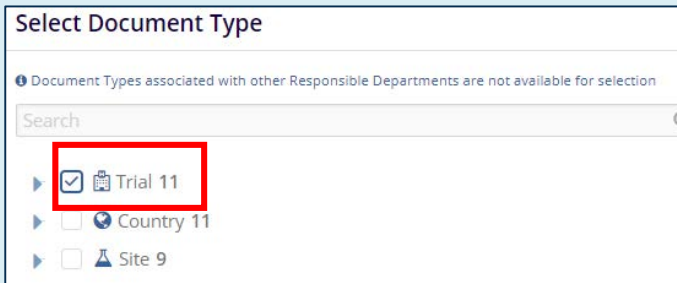 Select Document Type
Document Types associated with other Responsible Departments are not available for selection
Search
Trial 11
Country 11
Site 9